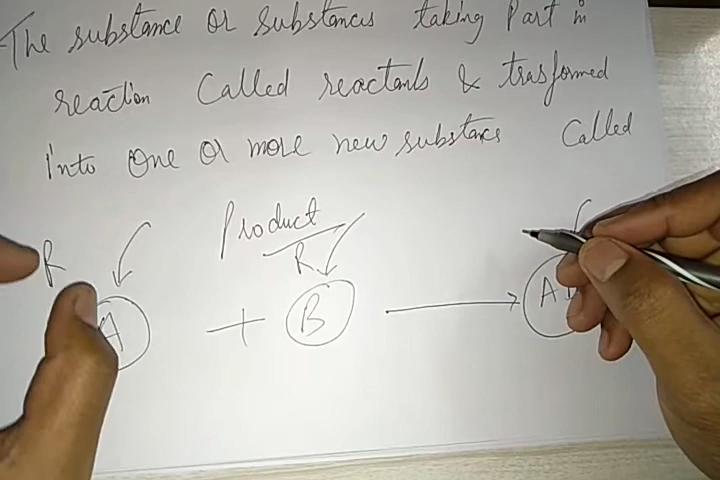 The substance or substances taking Part in
reaction Called reactants & trasformed
into one or more new substance Called
Product
R R
A + B → A